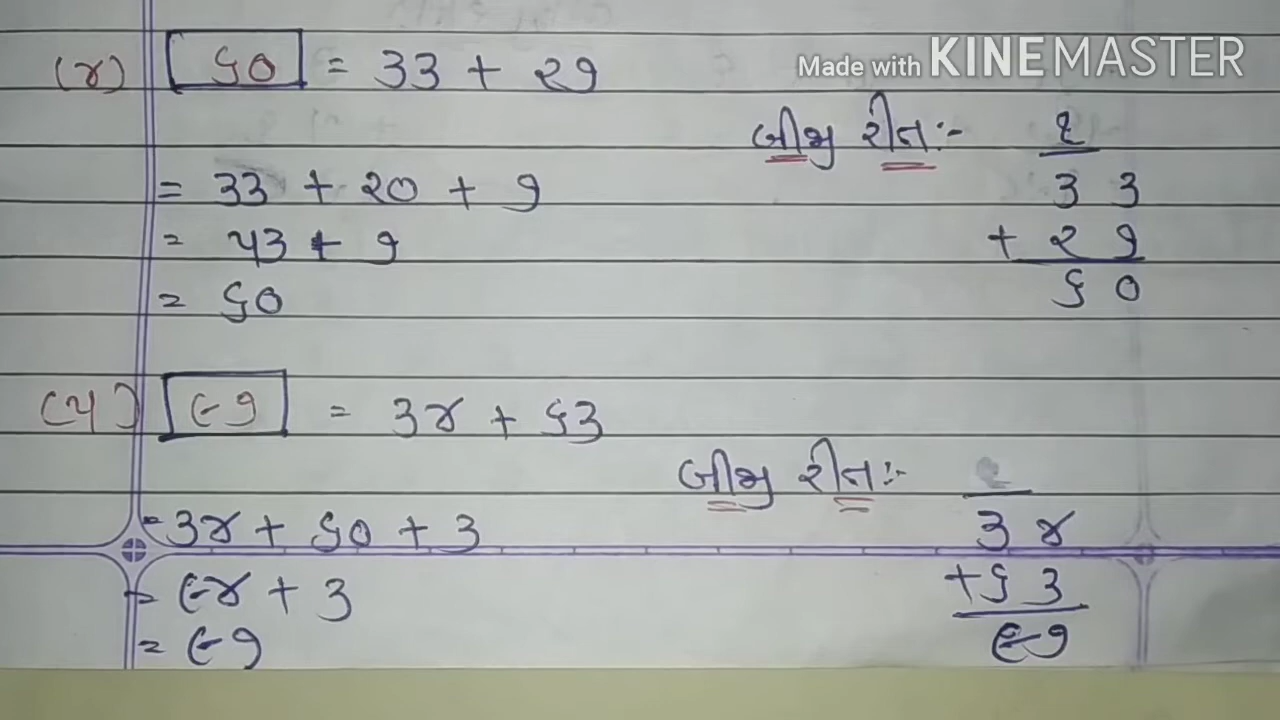 Made with KINEMASTER
(૪) ૬૦ = ૩૩ + ૨૭
બીજી રીત:-
૧
= ૩૩ + ૨૦ + ૭
૩ ૩
= ૫૩ + ૭
+ ૨ ૭
= ૬૦
૬ ૦
(૫) ૯૭ = ૩૪ + ૬૩
બીજી રીત:-
= ૩૪ + ૬૦ + ૩
૩ ૪
= ૯૪ + ૩
+ ૬ ૩
= ૯૭
૯૭